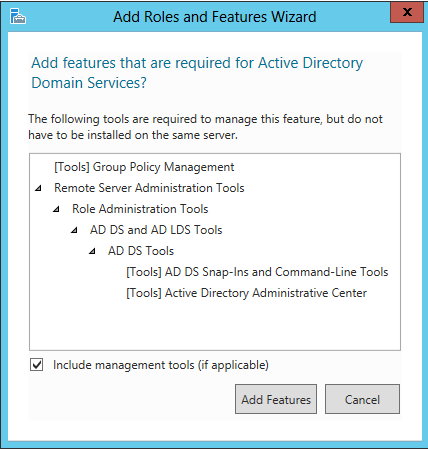 Add Roles and Features Wizard
x
Add features that are required for Active Directory
Domain Services?
The following tools are required to manage this feature, but do not
have to be installed on the same server.
[Tools] Group Policy Management
Remote Server Administration Tools
Role Administration Tools
AD DS and AD LDS Tools
AD DS Tools
[Tools] AD DS Snap-Ins and Command-Line Tools
[Tools] Active Directory Administrative Center
Include management tools (if applicable)
Add Features Cancel